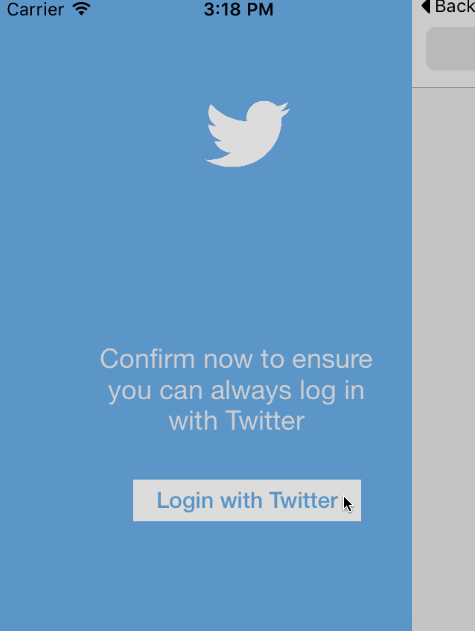 Carrier
3:18 PM
Back
Confirm now to ensure
you can always log in
with Twitter
Login with Twitter